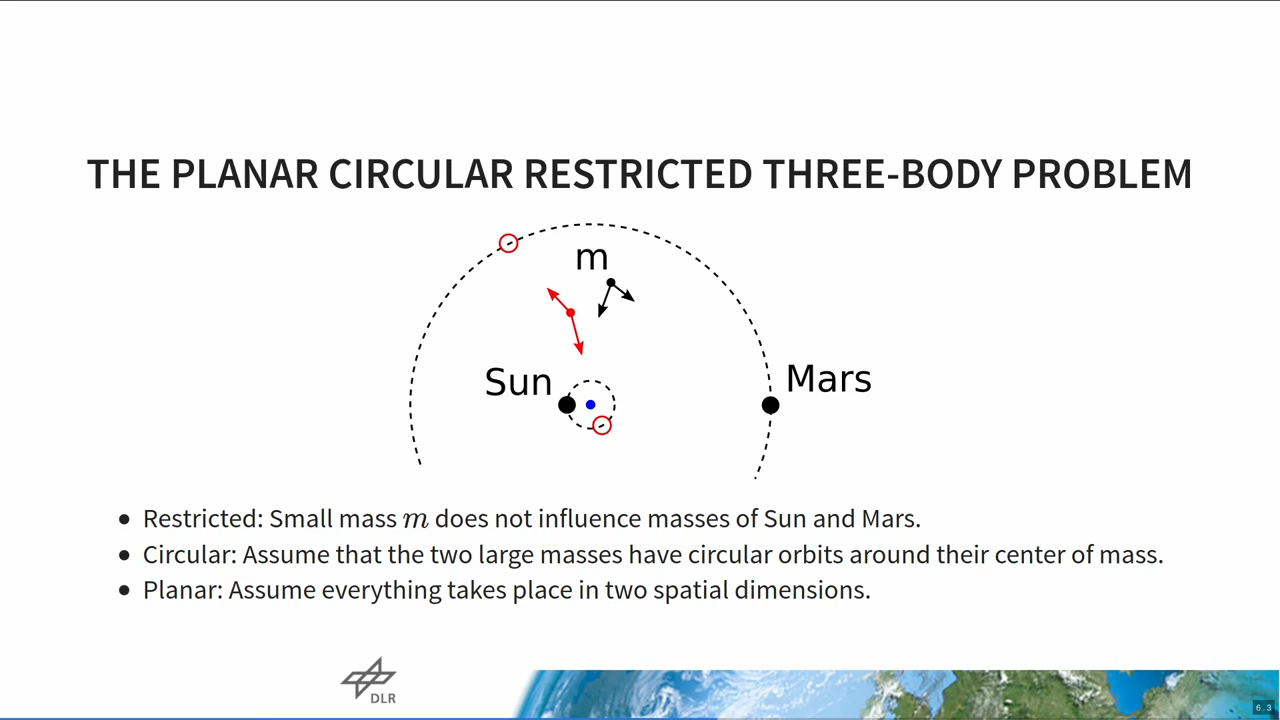 THE PLANAR CIRCULAR RESTRICTED THREE-BODY PROBLEM
m
Sun
Mars
• Restricted: Small mass m does not influence masses of Sun and Mars.
• Circular: Assume that the two large masses have circular orbits around their center of mass.
• Planar: Assume everything takes place in two spatial dimensions.
DLR
6.3